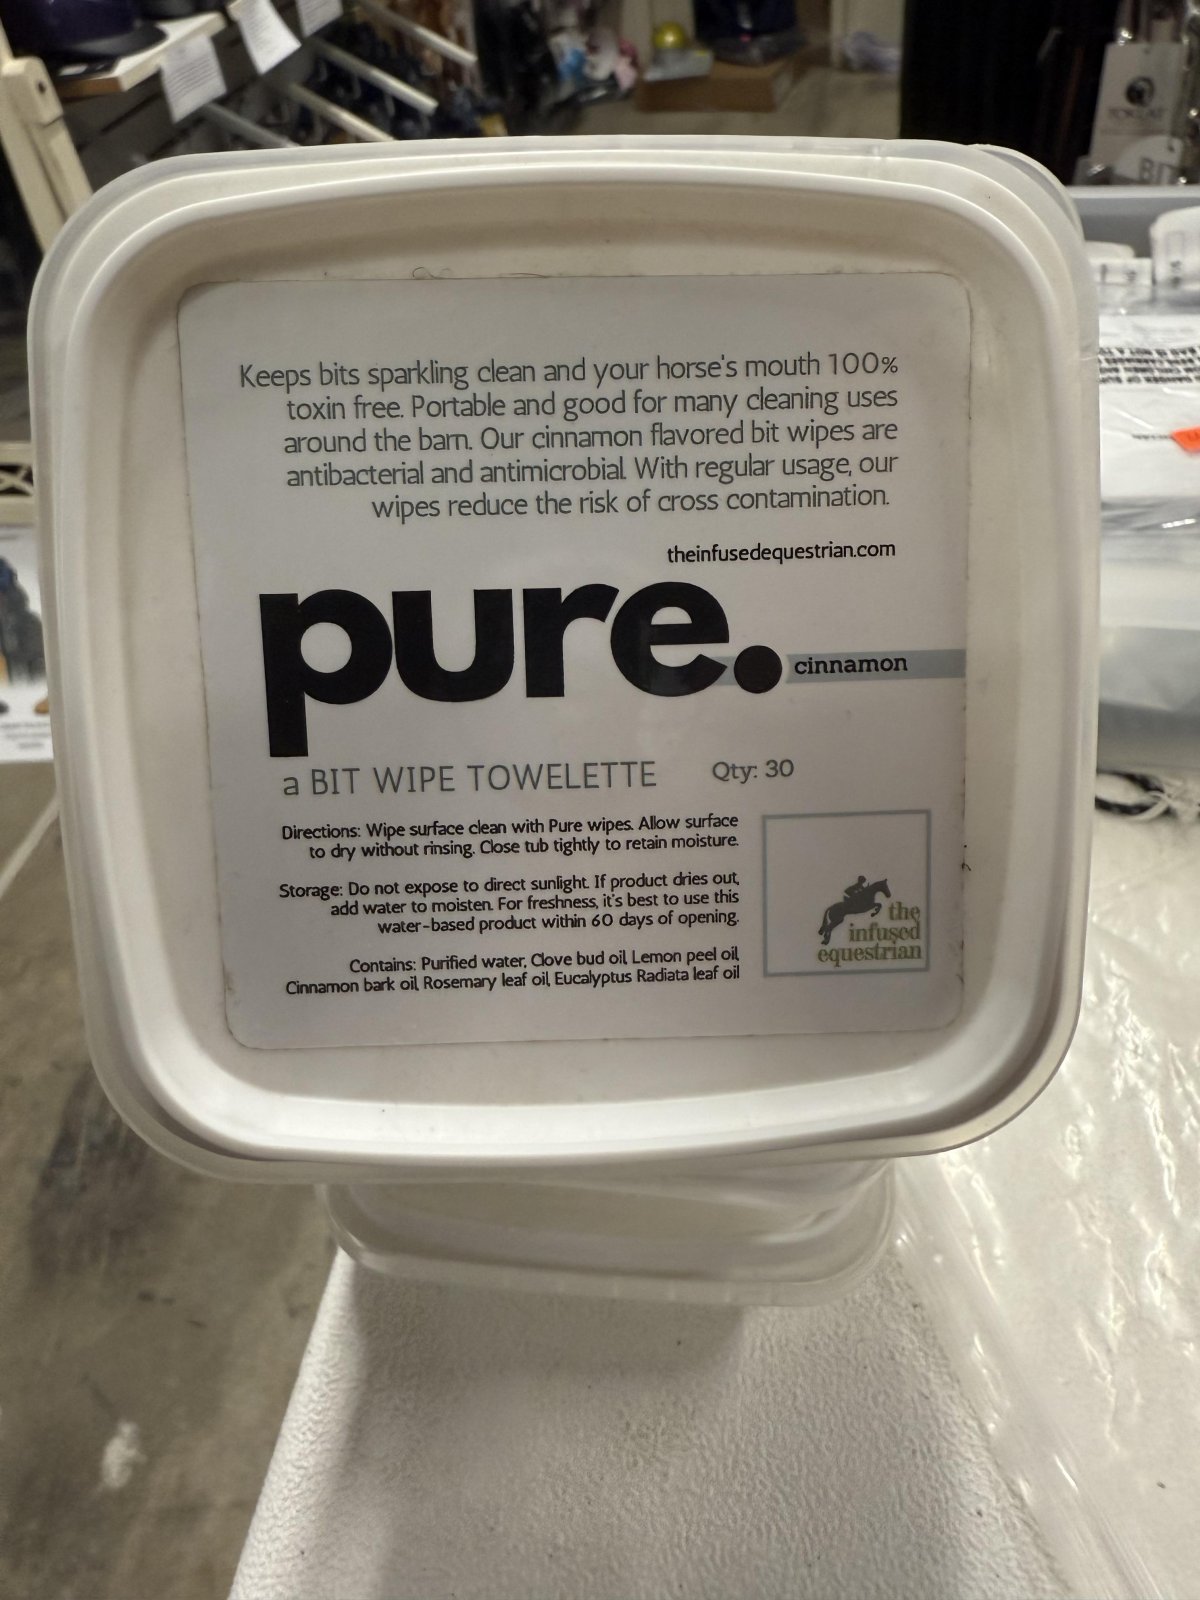 Keeps bits sparkling clean and your horse's mouth 100%
toxin free. Portable and good for many cleaning uses
around the barn. Our cinnamon flavored bit wipes are
antibacterial and antimicrobial. With regular usage, our
wipes reduce the risk of cross contamination.
theinfusedequestrian.com
pure.
cinnamon
a BIT WIPE TOWELETTE
Qty: 30
Directions: Wipe surface clean with Pure wipes. Allow surface
to dry without rinsing. Close tub tightly to retain moisture.
Storage: Do not expose to direct sunlight. If product dries out,
add water to moisten. For freshness, it's best to use this
water-based product within 60 days of opening.
Contains: Purified water, Clove bud oil, Lemon peel oil,
Cinnamon bark oil, Rosemary leaf oil, Eucalyptus Radiata leaf oil
the
infused
equestrian